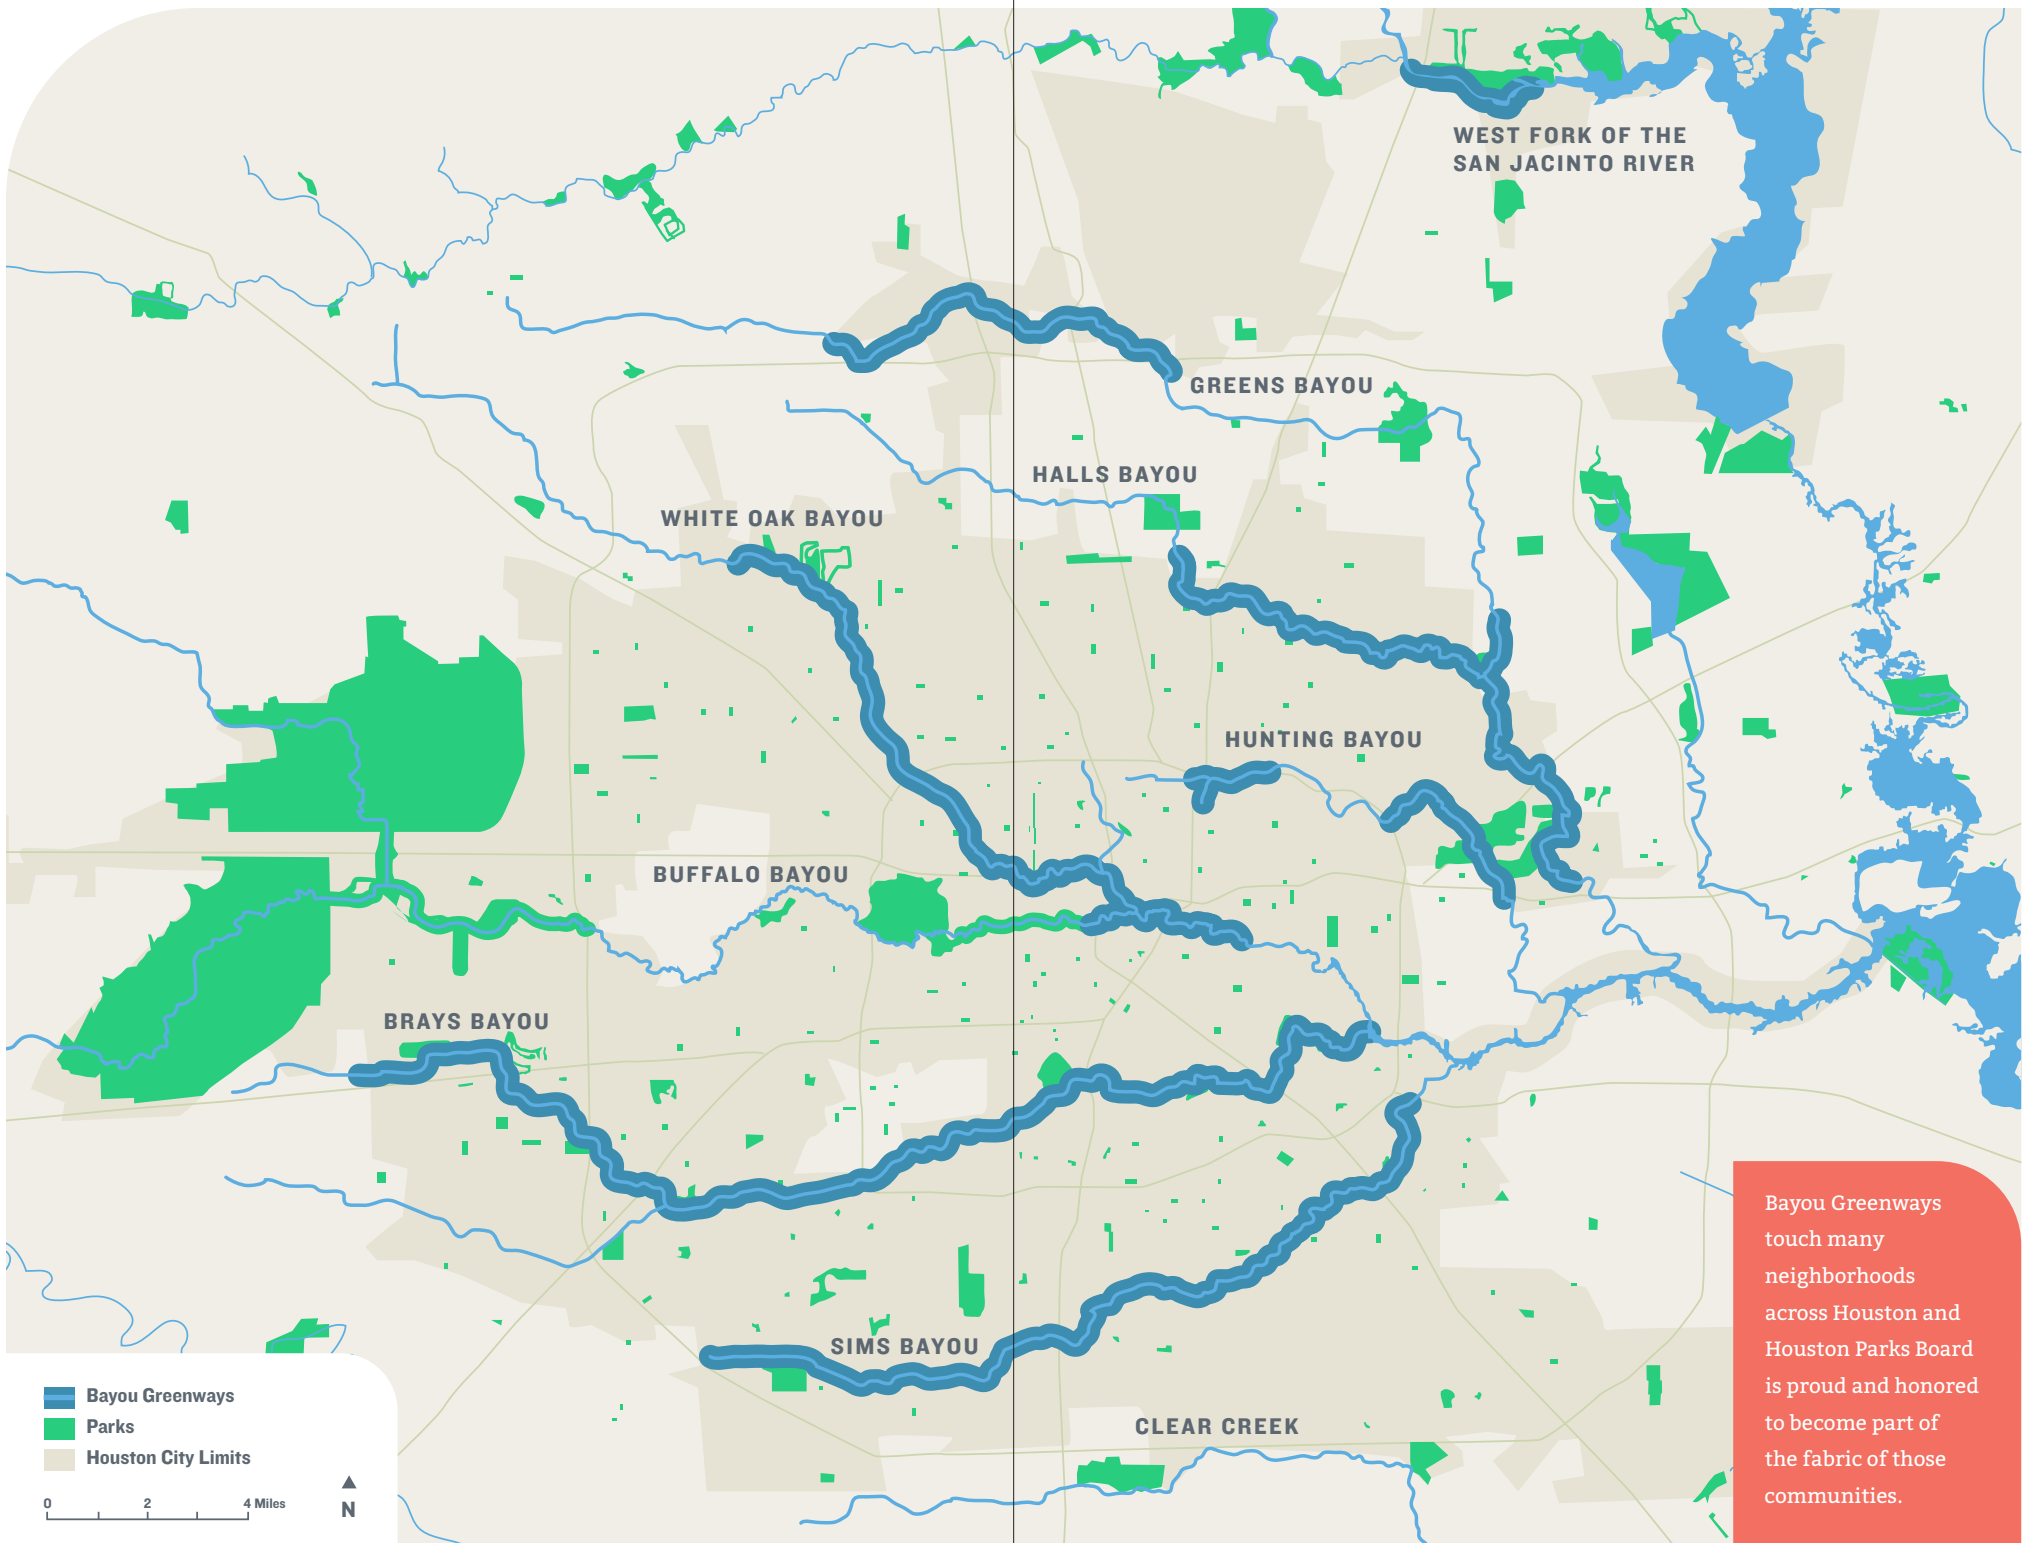 WEST FORK OF THE
SAN JACINTO RIVER
GREENS BAYOU
HALLS BAYOU
WHITE OAK BAYOU
HUNTING BAYOU
BUFFALO BAYOU
BRAYS BAYOU
SIMS BAYOU
CLEAR CREEK
Bayou Greenways
touch many
neighborhoods
across Houston and
Houston Parks Board
is proud and honored
to become part of
the fabric of those
communities.
Bayou Greenways
Parks
Houston City Limits
0 2 4 Miles
N